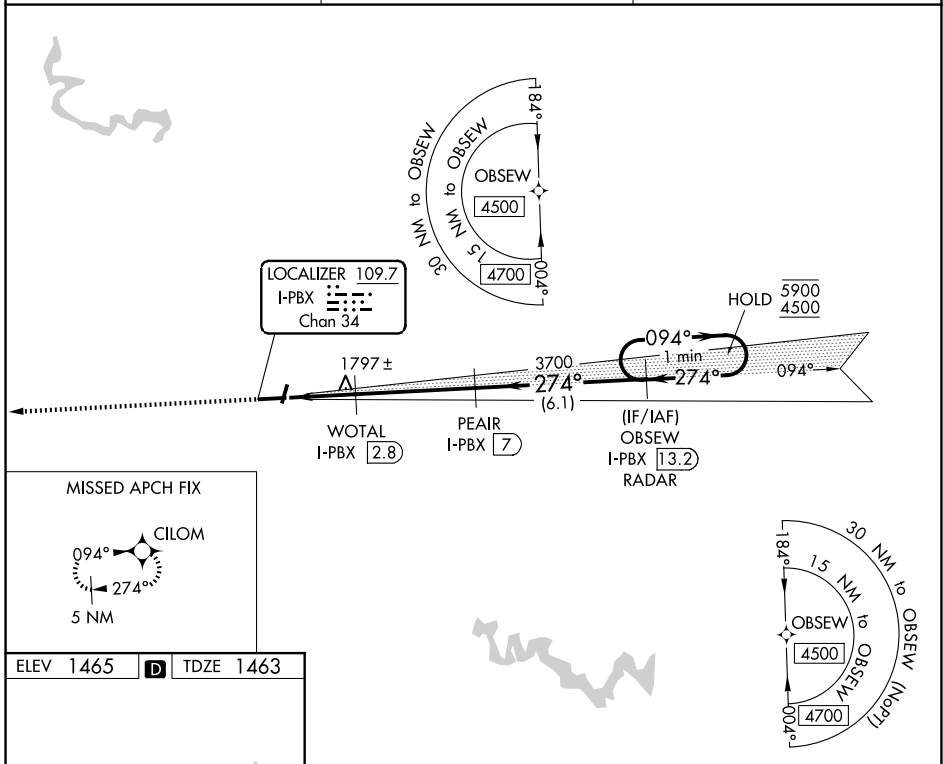 184°
30 NM to OBSEW
15 NM to OBSEW
OBSEW
4500
4700
004°
LOCALIZER 109.7
I-PBX
Chan 34
HOLD 5900
4500
094°
1 min
274°
094°
1797 ±
3700
274°
(6.1)
WOTAL
I-PBX 2.8
PEAIR
I-PBX 7
(IF/IAF)
OBSEW
I-PBX 13.2
RADAR
MISSED APCH FIX
CILOM
094°
274°
5 NM
184°
30 NM to OBSEW (NoPT)
15 NM to OBSEW
OBSEW
4500
4700
004°
ELEV 1465 D TDZE 1463